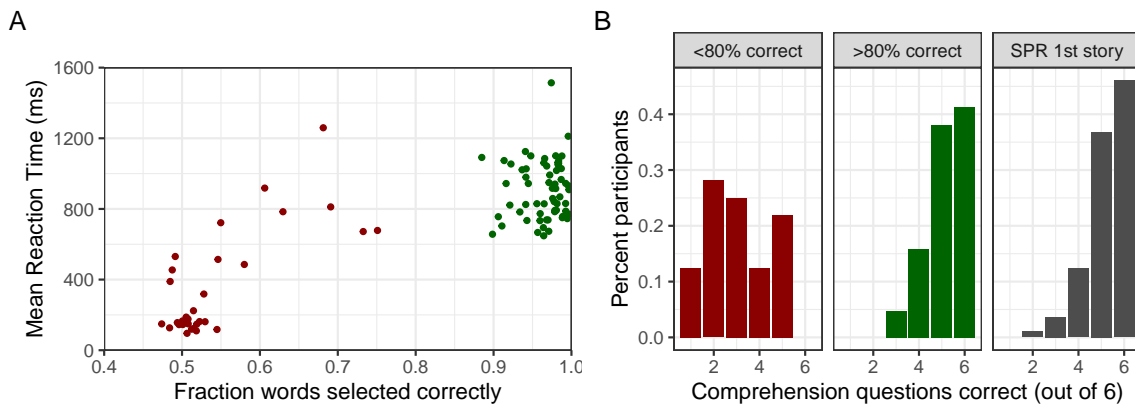 A
1600
1200
800
400
0
0.4 0.5 0.6 0.7 0.8 0.9 1.0
Mean Reaction Time (ms)
Fraction words selected correctly
B
<80% correct >80% correct SPR 1st story
0.4
0.3
0.2
0.1
0.0
2 4 6 2 4 6 2 4 6
Percent participants
Comprehension questions correct (out of 6)